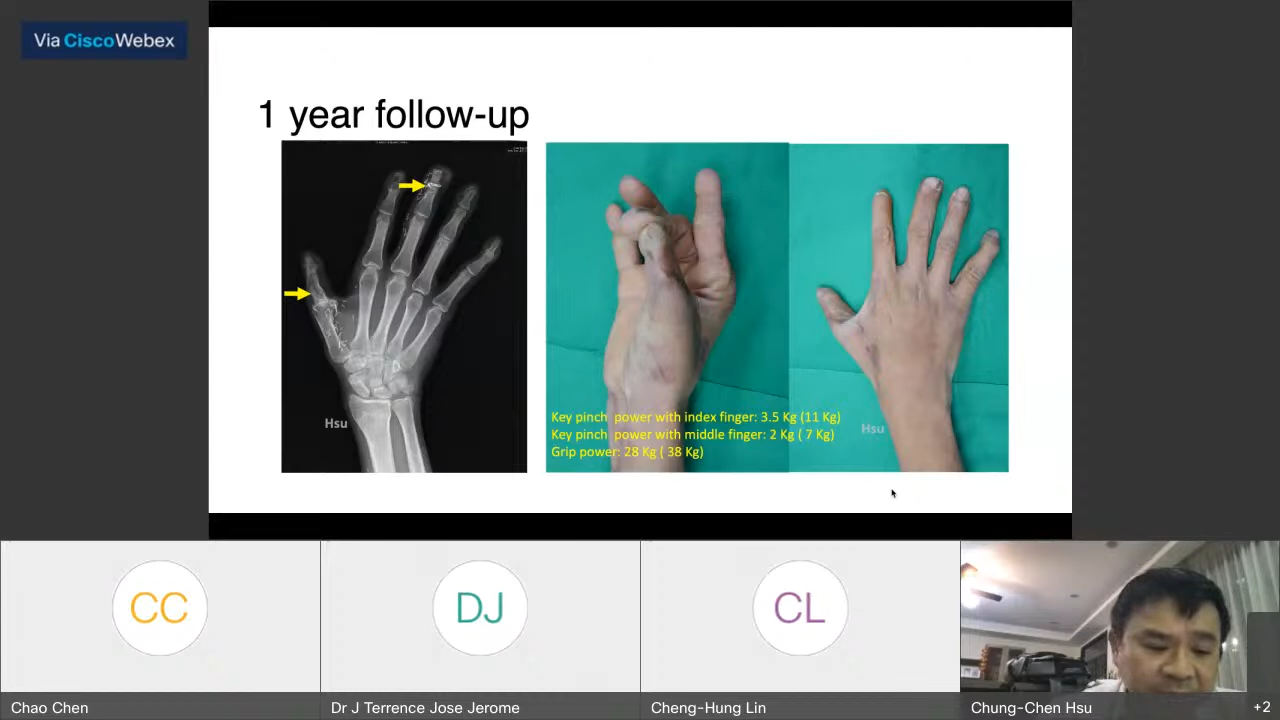 Via CiscoWebex
1 year follow-up
Hsu
Key pinch power with index finger: 3.5 Kg (11 Kg)
Key pinch power with middle finger: 2 Kg ( 7 Kg)
Grip power: 28 Kg ( 38 Kg)
Hsu
CC
DJ
CL
Chao Chen
Dr J Terrence Jose Jerome
Cheng-Hung Lin
Chung-Chen Hsu
+2